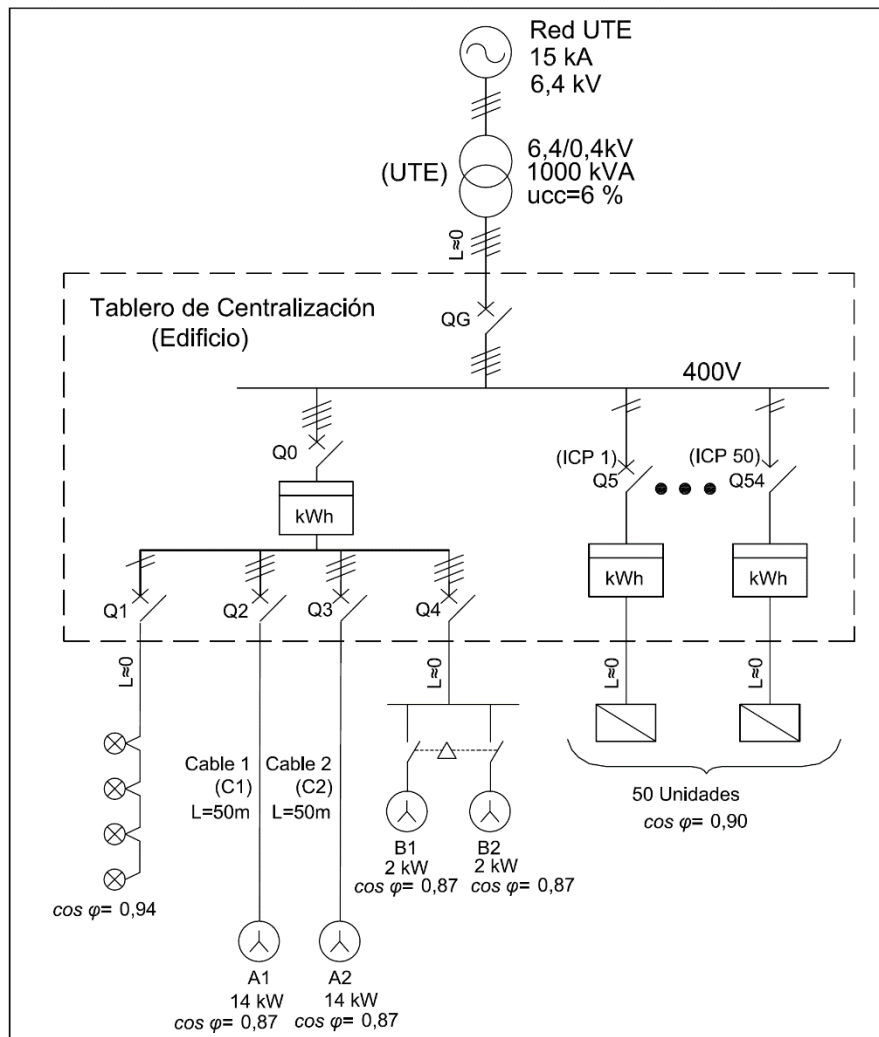 Red UTE
15 kA
6,4 kV
(UTE)
6,4/0,4kV
1000 kVA
ucc=6 %
L≈0
Tablero de Centralización
(Edificio)
QG
400V
Q0
kWh
(ICP 1)
Q5
(ICP 50)
Q54
kWh
kWh
Q1
Q2
Q3
Q4
L≈0
L≈0
L≈0
L≈0
Cable 1
(C1)
L=50m
Cable 2
(C2)
L=50m
50 Unidades
cos φ= 0,90
B1
2 kW
cos φ= 0,87
B2
2 kW
cos φ= 0,87
cos φ= 0,94
A1
14 kW
cos φ= 0,87
A2
14 kW
cos φ= 0,87